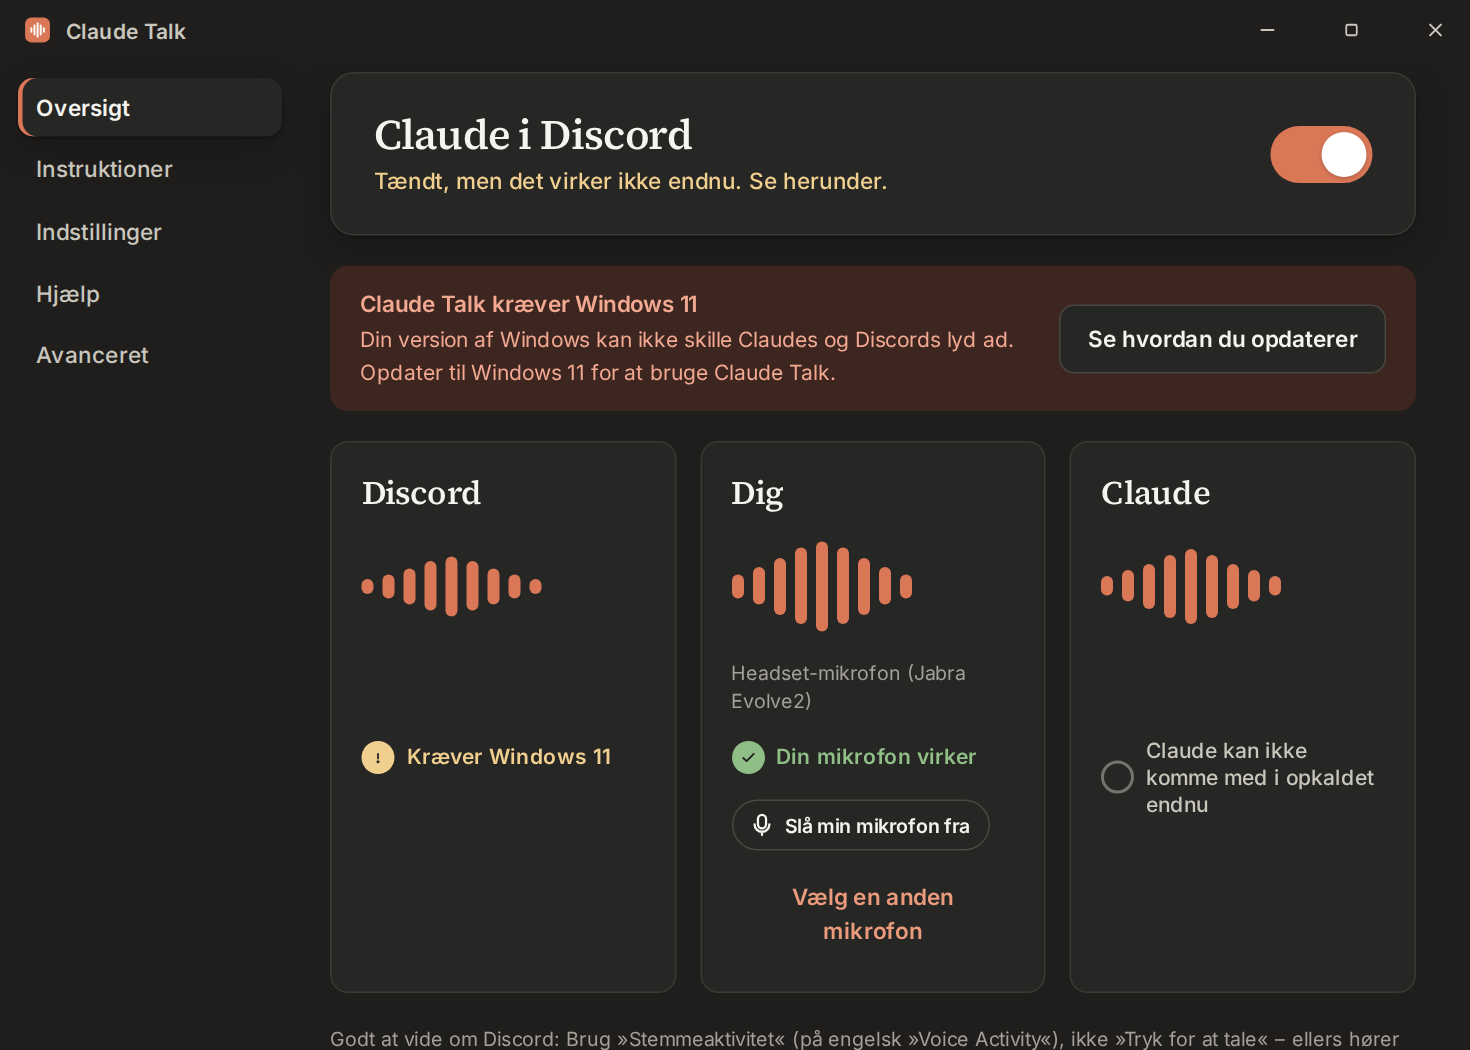 Claude Talk
Oversigt
Instruktioner
Indstillinger
Hjælp
Avanceret
Claude i Discord
Tændt, men det virker ikke endnu. Se herunder.
Claude Talk kræver Windows 11
Din version af Windows kan ikke skille Claudes og Discords lyd ad.
Opdater til Windows 11 for at bruge Claude Talk.
Se hvordan du opdaterer
Discord
Kræver Windows 11
Dig
Headset-mikrofon (Jabra
Evolve2)
Din mikrofon virker
Slå min mikrofon fra
Vælg en anden
mikrofon
Claude
Claude kan ikke
komme med i opkaldet
endnu
Godt at vide om Discord: Brug »Stemmeaktivitet« (på engelsk »Voice Activity«), ikke »Tryk for at tale« – ellers hører